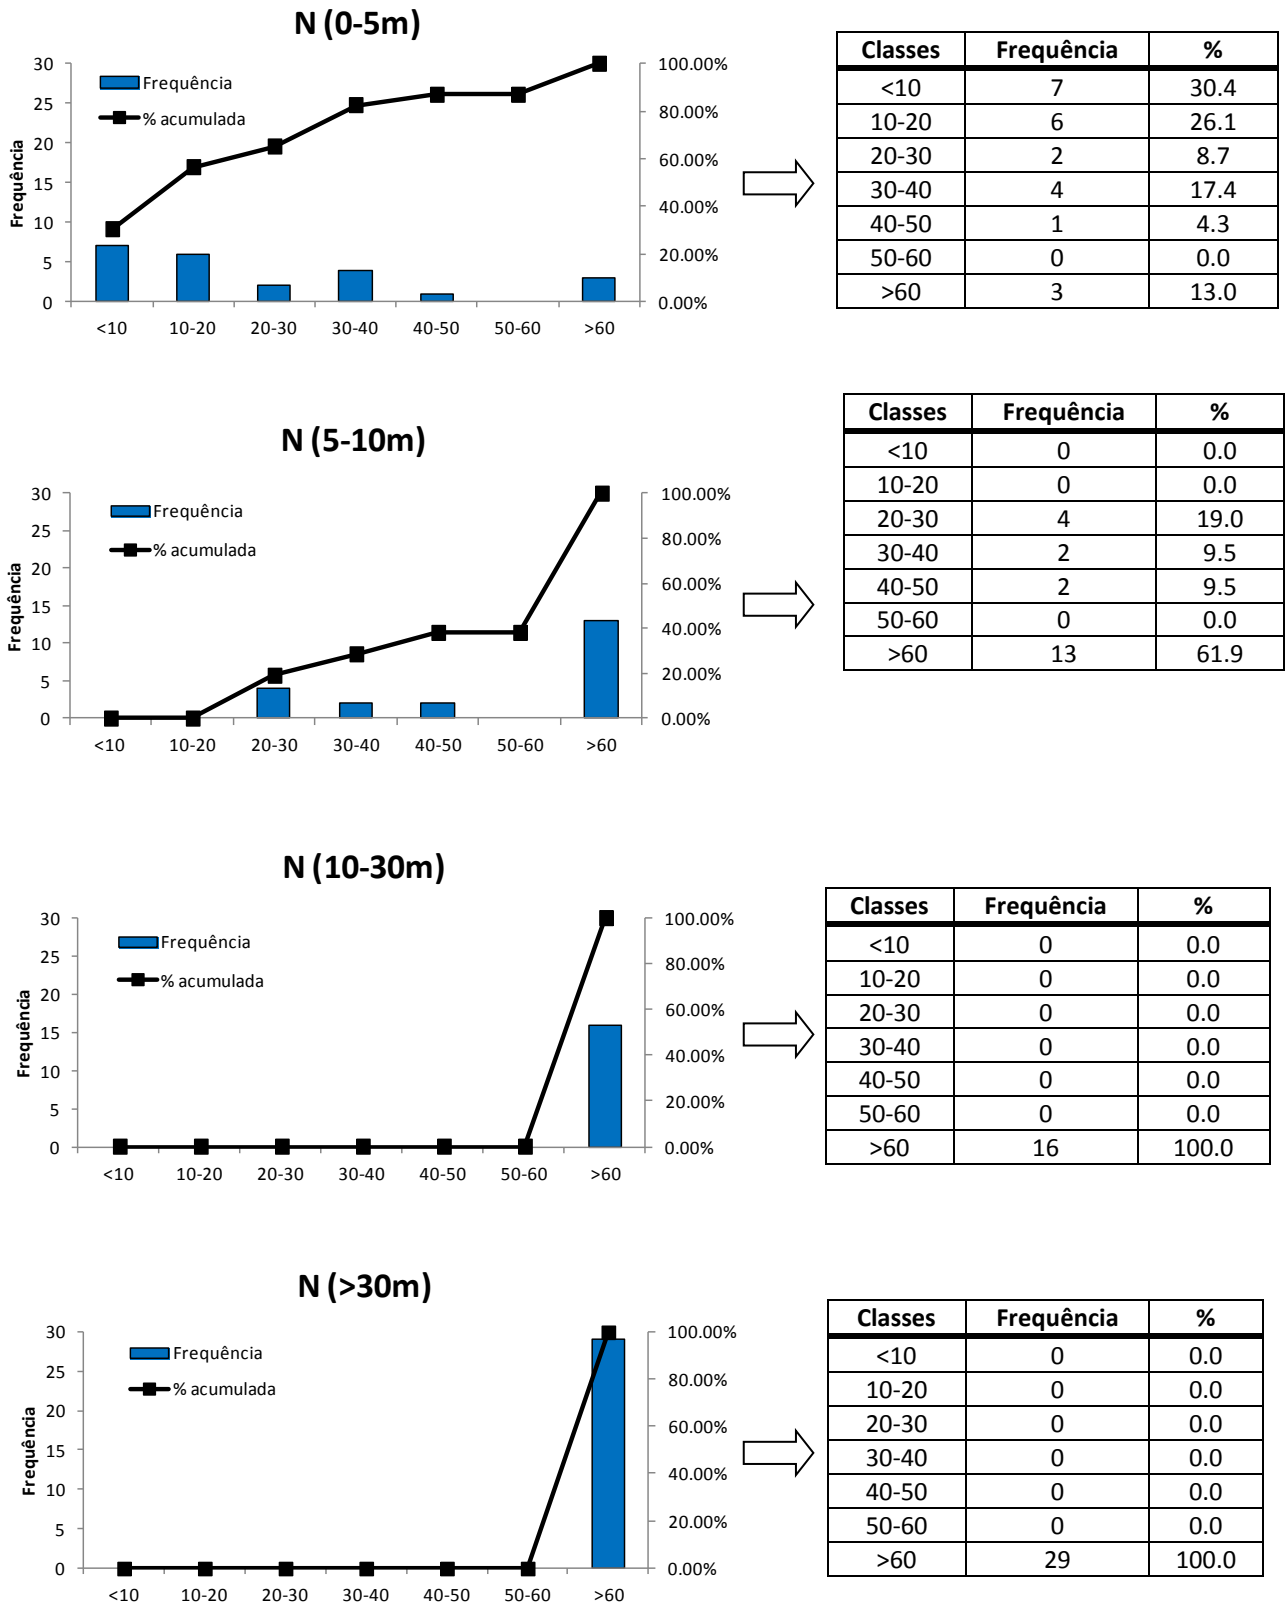 N (0-5m)
Frequência
30
25
20
15
10
5
0
Frequência
% acumulada
100.00%
80.00%
60.00%
40.00%
20.00%
0.00%
<10 10-20 20-30 30-40 40-50 50-60 >60
Classes Frequência %
<10 7 30.4
10-20 6 26.1
20-30 2 8.7
30-40 4 17.4
40-50 1 4.3
50-60 0 0.0
>60 3 13.0
N (5-10m)
Frequência
30
25
20
15
10
5
0
Frequência
% acumulada
100.00%
80.00%
60.00%
40.00%
20.00%
0.00%
<10 10-20 20-30 30-40 40-50 50-60 >60
Classes Frequência %
<10 0 0.0
10-20 0 0.0
20-30 4 19.0
30-40 2 9.5
40-50 2 9.5
50-60 0 0.0
>60 13 61.9
N (10-30m)
Frequência
30
25
20
15
10
5
0
Frequência
% acumulada
100.00%
80.00%
60.00%
40.00%
20.00%
0.00%
<10 10-20 20-30 30-40 40-50 50-60 >60
Classes Frequência %
<10 0 0.0
10-20 0 0.0
20-30 0 0.0
30-40 0 0.0
40-50 0 0.0
50-60 0 0.0
>60 16 100.0
N (>30m)
Frequência
30
25
20
15
10
5
0
Frequência
% acumulada
100.00%
80.00%
60.00%
40.00%
20.00%
0.00%
<10 10-20 20-30 30-40 40-50 50-60 >60
Classes Frequência %
<10 0 0.0
10-20 0 0.0
20-30 0 0.0
30-40 0 0.0
40-50 0 0.0
50-60 0 0.0
>60 29 100.0